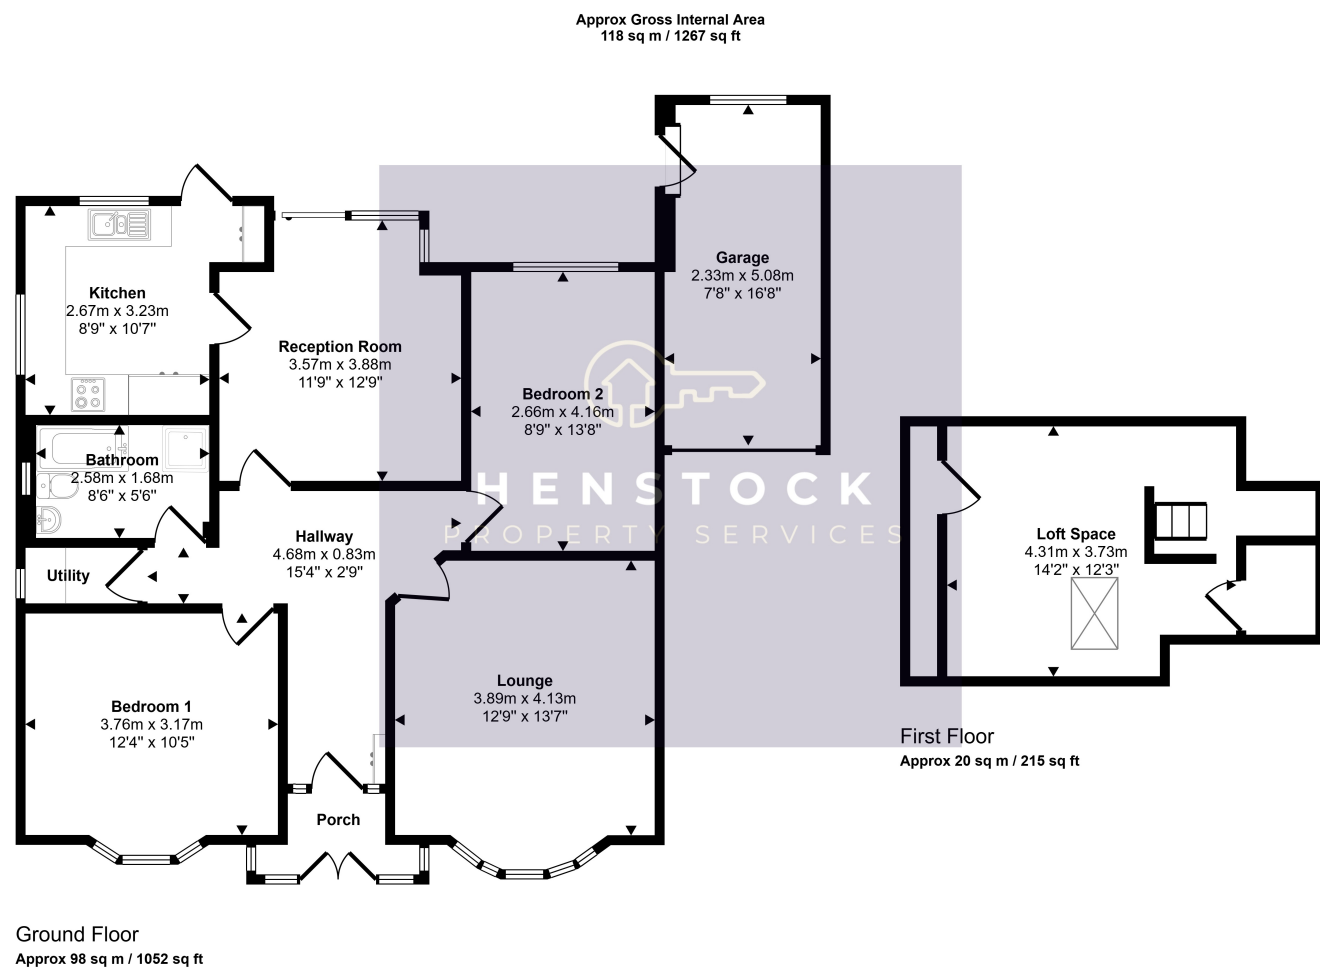 Approx Gross Internal Area
118 sq m / 1267 sq ft
Garage
2.33m x 5.08m
7'8" x 16'8"
Kitchen
2.67m x 3.23m
8'9" x 10'7"
Reception Room
3.57m x 3.88m
11'9" x 12'9"
Bedroom 2
2.66m x 4.16m
8'9" x 13'8"
Bathroom
2.58m x 1.68m
8'6" x 5'6"
HENSTOCK
PROPERTY SERVICES
Hallway
4.68m x 0.83m
15'4" x 2'9"
Loft Space
4.31m x 3.73m
14'2" x 12'3"
Utility
Bedroom 1
3.76m x 3.17m
12'4" x 10'5"
Lounge
3.89m x 4.13m
12'9" x 13'7"
Porch
First Floor
Approx 20 sq m / 215 sq ft
Ground Floor
Approx 98 sq m / 1052 sq ft